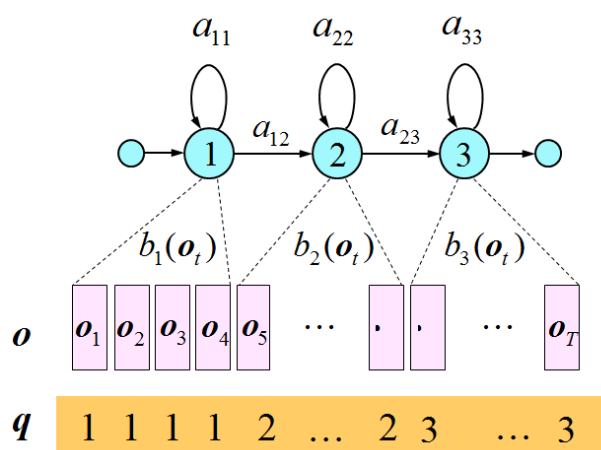 a₁₁ a₂₂ a₃₃
a₁₂ a₂₃
1 2 3
b₁(oₜ) b₂(oₜ) b₃(oₜ)
o o₁ o₂ o₃ o₄ o₅ ... . . ... o_T
q 1 1 1 1 2 ... 2 3 ... 3